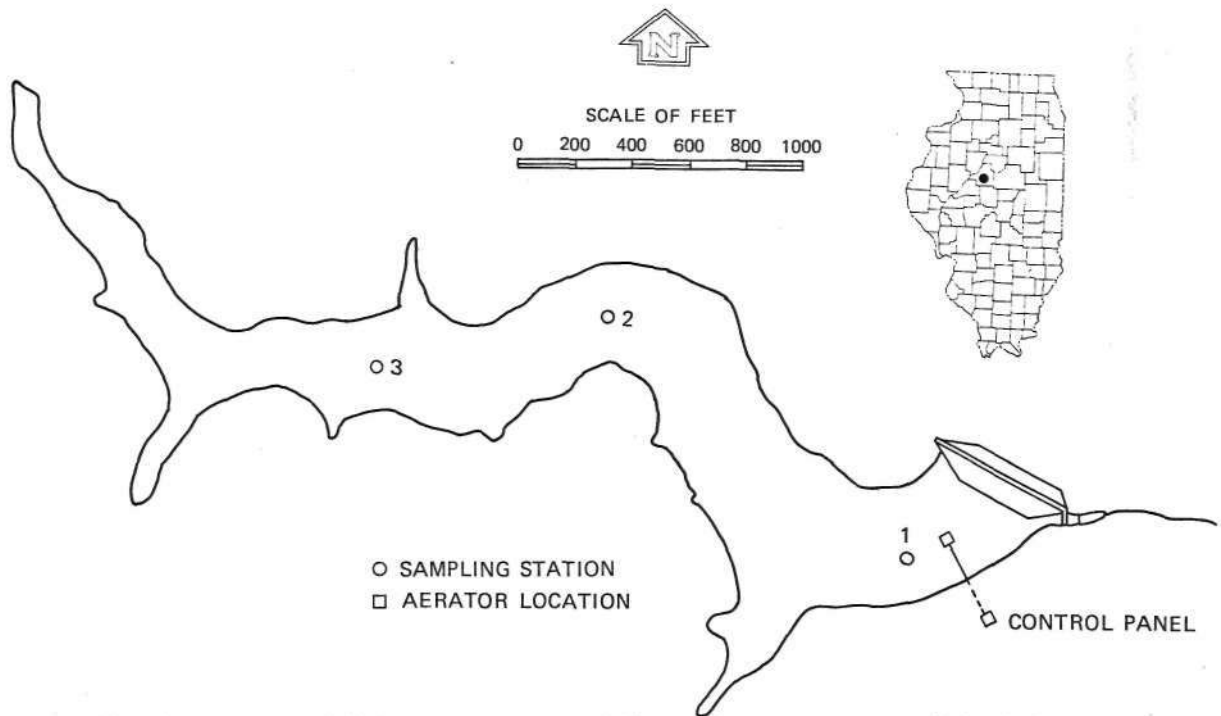 N
SCALE OF FEET
0 200 400 600 800 1000
2
3
1
○ SAMPLING STATION
□ AERATOR LOCATION
CONTROL PANEL